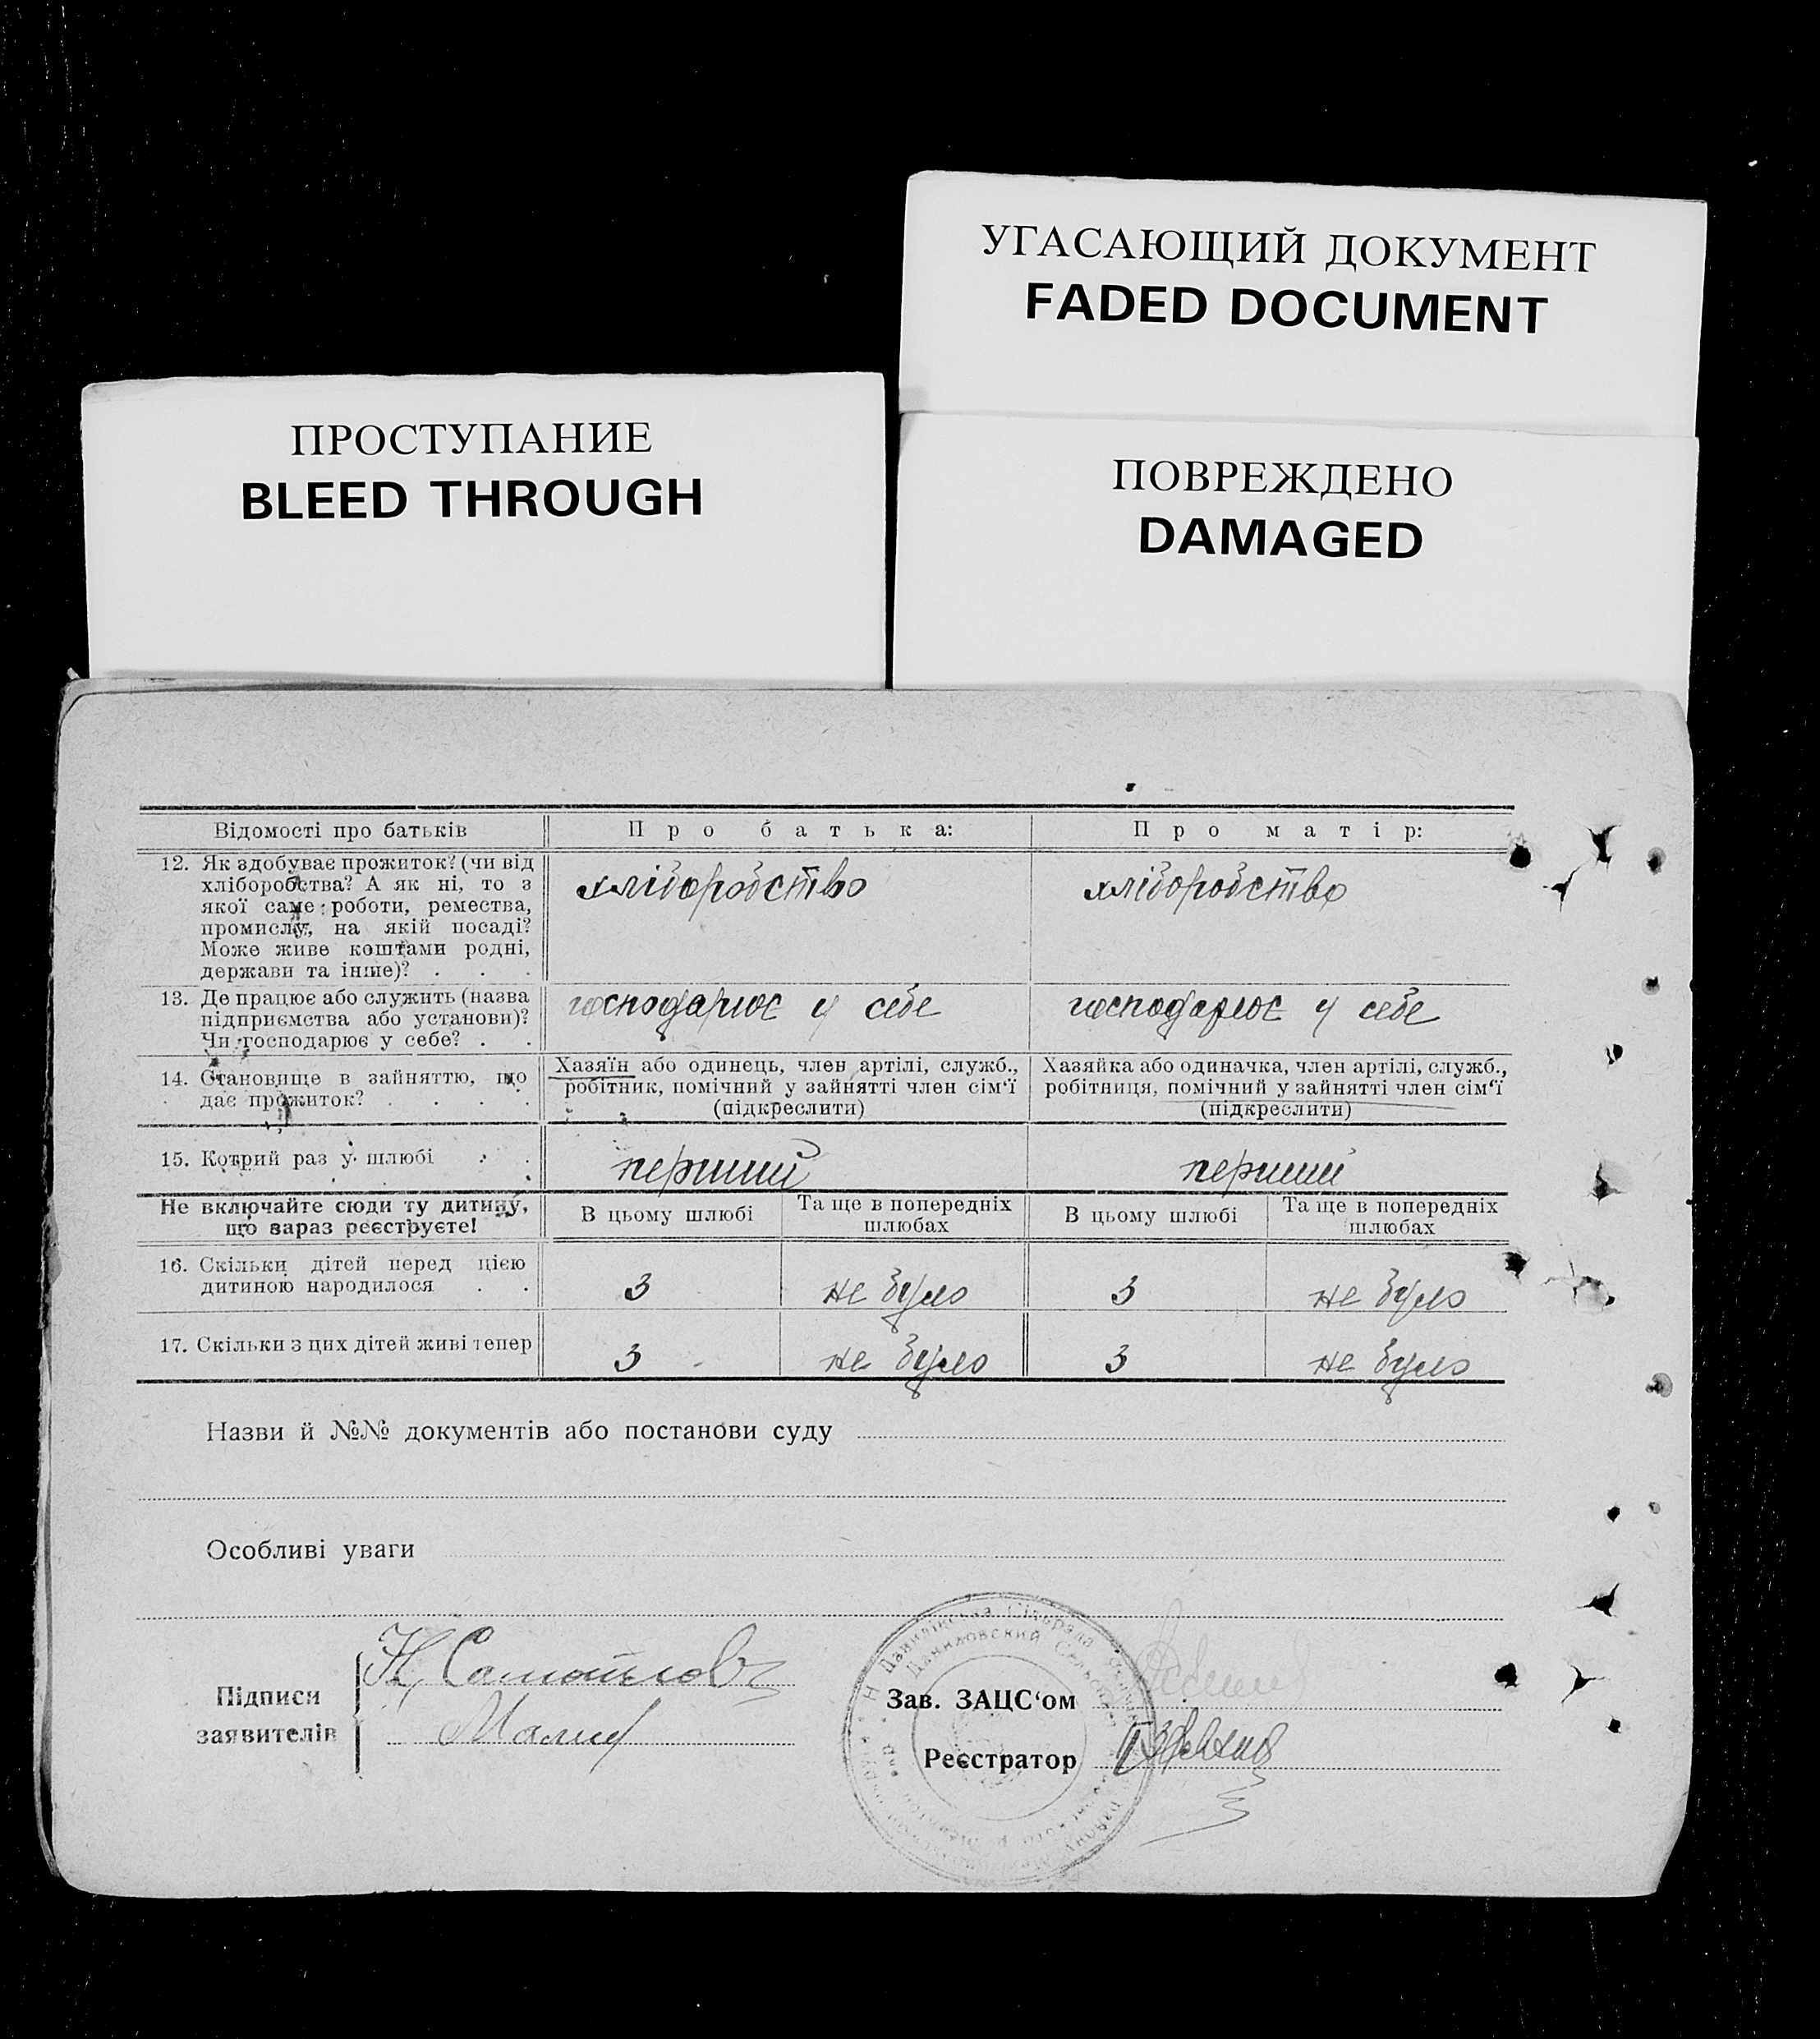 УГАСАЮЩИЙ ДОКУМЕНТ
FADED DOCUMENT
ПРОСТУПАНИЕ
BLEED THROUGH
ПОВРЕЖДЕНО
DAMAGED
Відомості про батьків
Про батька:
Про матір:
12. Як здобуває прожиток? (чи від
хліборобства? А як ні, то з
якої саме роботи, ремества,
промислу, на якій посаді?
Може живе коштами родні,
держави та інше)? . . .
хліборобство
хліборобство
13. Де працює або служить (назва
підприємства або установи)?
Чи господарює у себе? . .
господарює у себе
господарює у себе
14. Становище в зайняттю, що
дає прожиток? . . . .
Хазяїн або одинець, член артілі, служб.,
робітник, помічний у зайнятті член сім‘ї
(підкреслити)
Хазяйка або одиначка, член артілі, служб.,
робітниця, помічний у зайнятті член сім‘ї
(підкреслити)
15. Котрий раз у шлюбі . .
перший
перший
Не включайте сюди ту дитину,
що зараз реєструєте!
В цьому шлюбі
Та ще в попередніх
шлюбах
В цьому шлюбі
Та ще в попередніх
шлюбах
16. Скільки дітей перед цією
дитиною народилося . .
3
не було
3
не було
17. Скільки з цих дітей живі тепер
3
не було
3
не було
Назви й №№ документів або постанови суду
Особливі уваги
Підписи
заявителів
Зав. ЗАЦС‘ом
Реєстратор